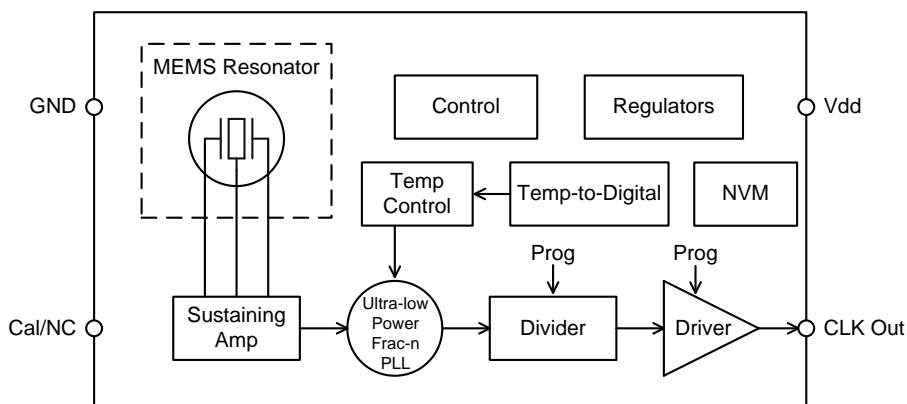 MEMS Resonator
GND
Control
Regulators
Vdd
Temp
Control
Temp-to-Digital
NVM
Prog
Prog
Cal/NC
Sustaining
Amp
Ultra-low
Power
Frac-n
PLL
Divider
Driver
CLK Out